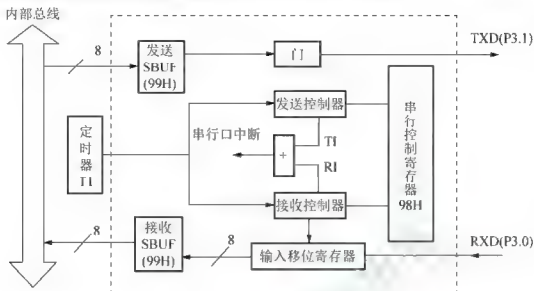 内部总线
8
发送
SBUF
(99H)
门
TXD(P3.1)
定
时
器
T1
串行口中断
发送控制器
TI
+
RI
接收控制器
串
行
控
制
寄
存
器
98H
8
接收
SBUF
(99H)
8
输入移位寄存器
RXD(P3.0)